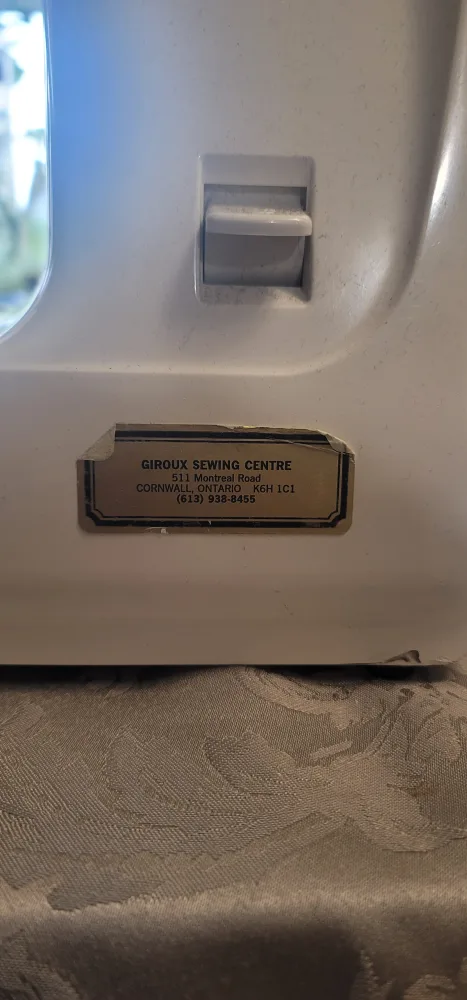 GIROUX SEWING CENTRE
511 Montreal Road
CORNWALL, ONTARIO K6H 1C1
(613) 938-8455